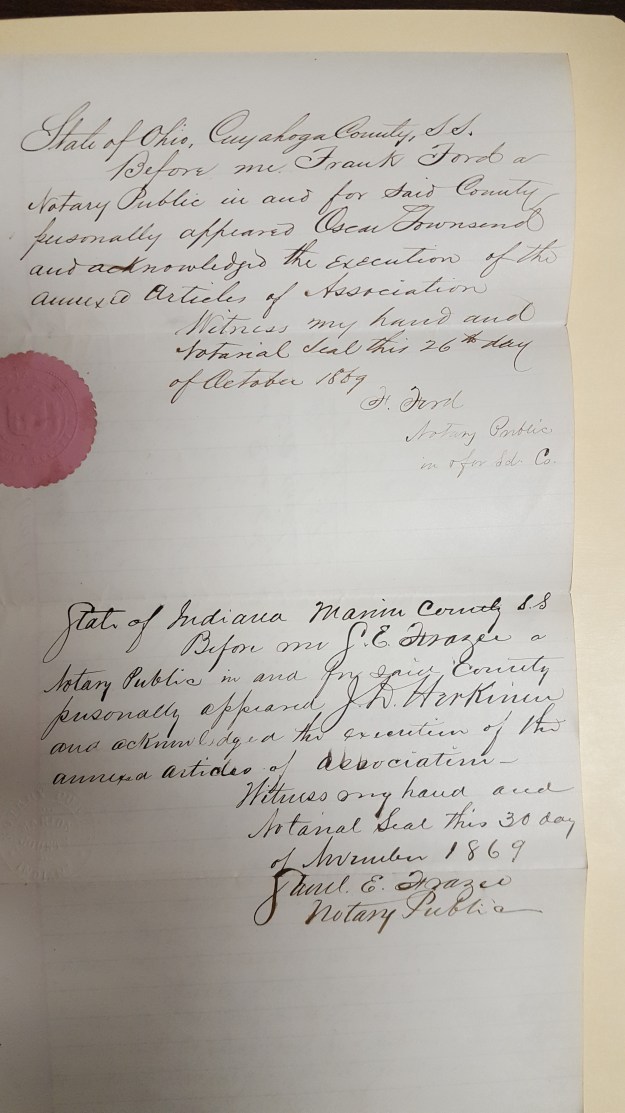 State of Ohio, Cuyahoga County, S.S.
Before me Frank Ford a
Notary Public in and for said County
personally appeared Oscar Townsend
and acknowledged the execution of the
annexed Articles of Association
Witness my hand and
Notarial Seal this 26th day
of October 1869
F. Ford
Notary Public
in & for Sd Co.
State of Indiana Marion County S.S
Before me S. E. Frazee a
Notary Public in and for said County
personally appeared J. D. Herkimer
and acknowledged the execution of the
annexed articles of association—
Witness my hand and
Notarial Seal this 30 day
of November 1869
Saml. E. Frazee
Notary Public